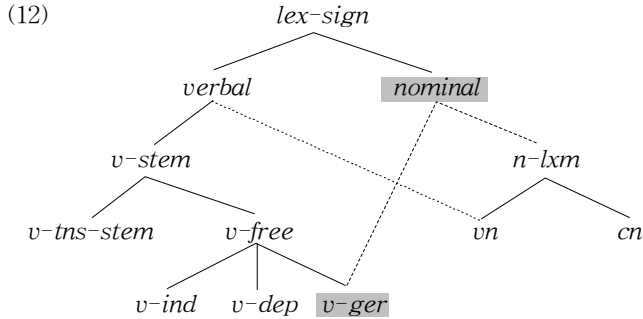 (12) lex-sign
verbal nominal
v-stem n-lxm
v-tns-stem v-free vn cn
v-ind v-dep v-ger